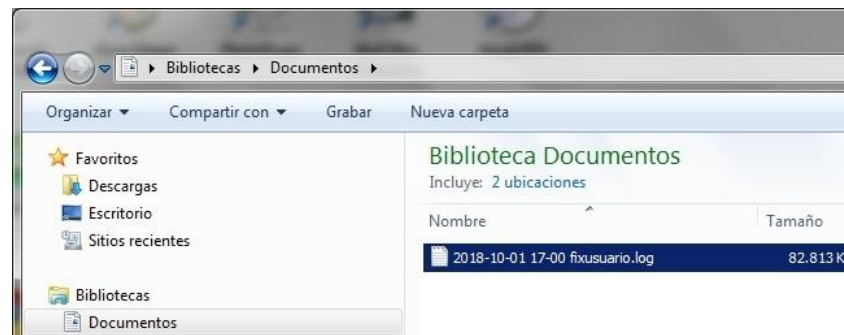 Bibliotecas Documentos
Organizar Compartir con Grabar Nueva carpeta
Favoritos
Descargas
Escritorio
Sitios recientes
Bibliotecas
Documentos
Biblioteca Documentos
Incluye: 2 ubicaciones
Nombre Tamaño
2018-10-01 17-00 fixusuario.log 82.813 K